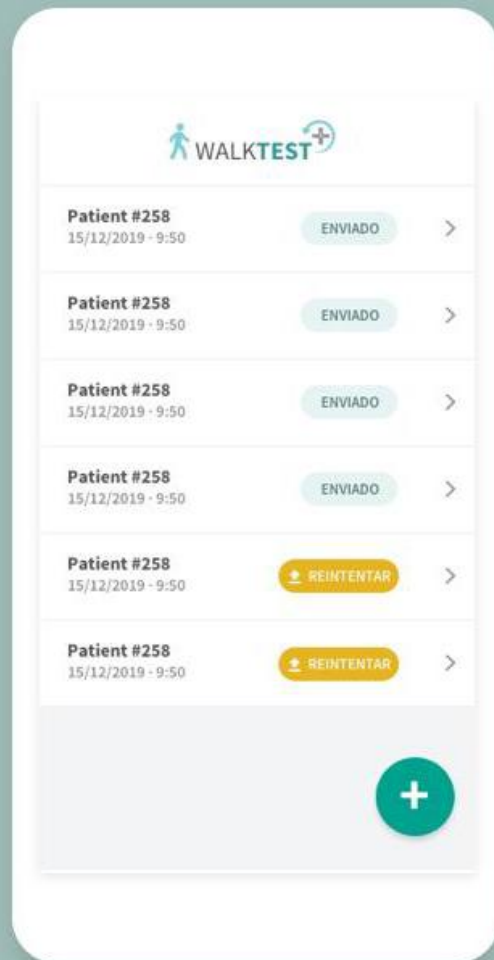 WALKTEST
Patient #258
15/12/2019 - 9:50
ENVIADO
Patient #258
15/12/2019 - 9:50
ENVIADO
Patient #258
15/12/2019 - 9:50
ENVIADO
Patient #258
15/12/2019 - 9:50
ENVIADO
Patient #258
15/12/2019 - 9:50
REINTENTAR
Patient #258
15/12/2019 - 9:50
REINTENTAR